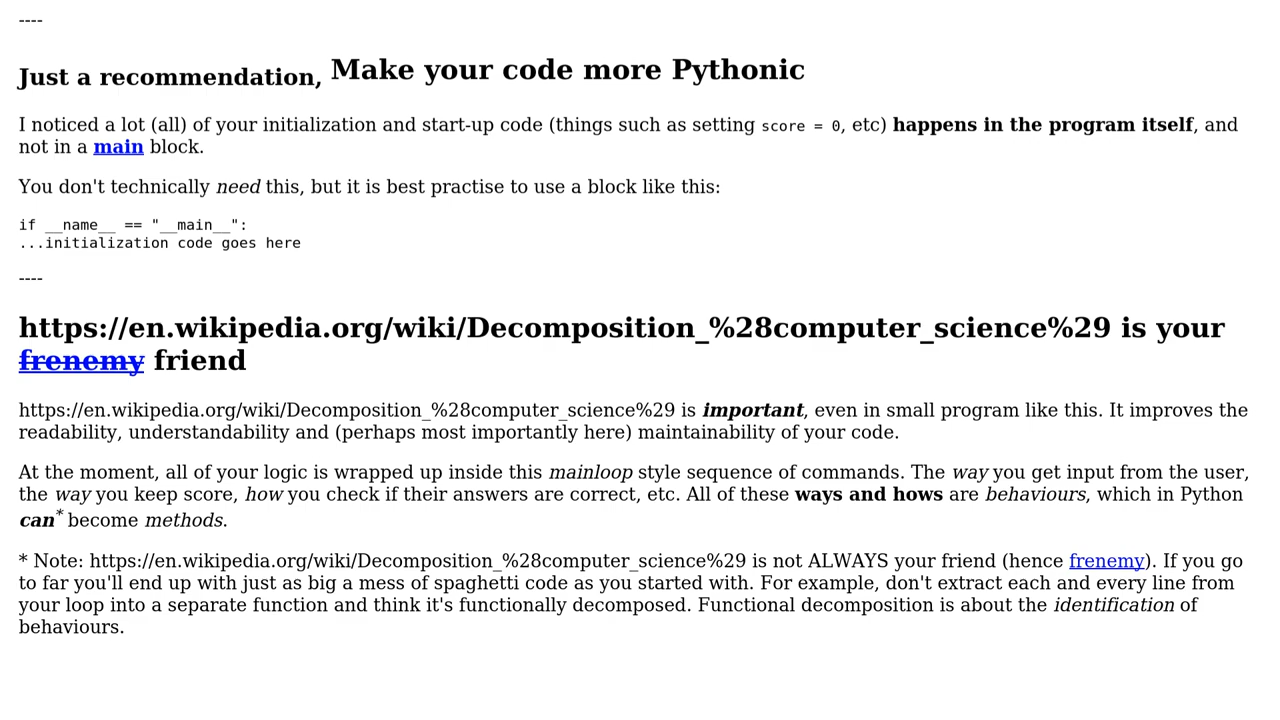 ----
Just a recommendation, Make your code more Pythonic
I noticed a lot (all) of your initialization and start-up code (things such as setting score = 0, etc) happens in the program itself, and
not in a main block.
You don't technically need this, but it is best practise to use a block like this:
if __name__ == "__main__":
...initialization code goes here
----
https://en.wikipedia.org/wiki/Decomposition_%28computer_science%29 is your
frenemy friend
https://en.wikipedia.org/wiki/Decomposition_%28computer_science%29 is important, even in small program like this. It improves the
readability, understandability and (perhaps most importantly here) maintainability of your code.
At the moment, all of your logic is wrapped up inside this mainloop style sequence of commands. The way you get input from the user,
the way you keep score, how you check if their answers are correct, etc. All of these ways and hows are behaviours, which in Python
can* become methods.
* Note: https://en.wikipedia.org/wiki/Decomposition_%28computer_science%29 is not ALWAYS your friend (hence frenemy). If you go
to far you'll end up with just as big a mess of spaghetti code as you started with. For example, don't extract each and every line from
your loop into a separate function and think it's functionally decomposed. Functional decomposition is about the identification of
behaviours.